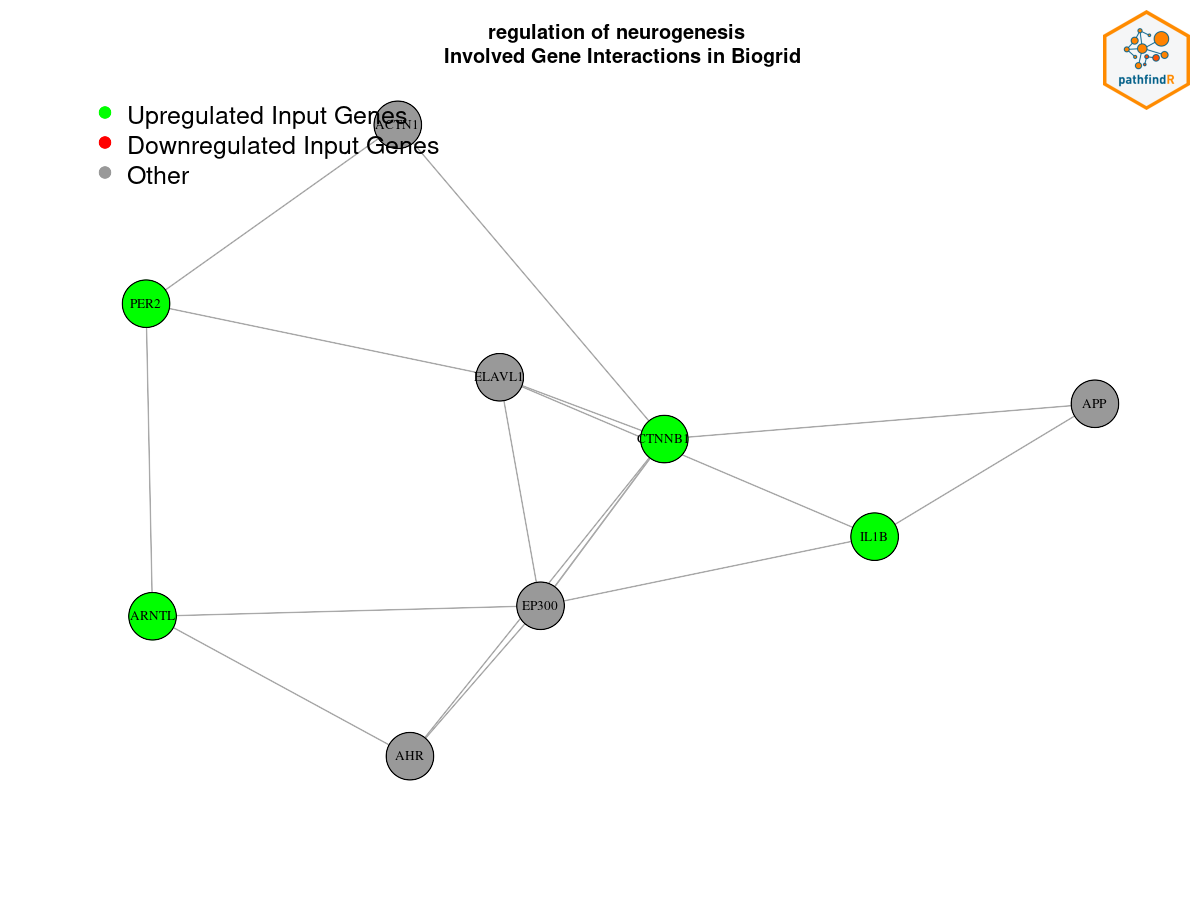 regulation of neurogenesis
Involved Gene Interactions in Biogrid
pathfindR
Upregulated Input Genes
Downregulated Input Genes
Other
ACTN1
PER2
ELAVL1
APP
CTNNB1
IL1B
EP300
ARNTL
AHR